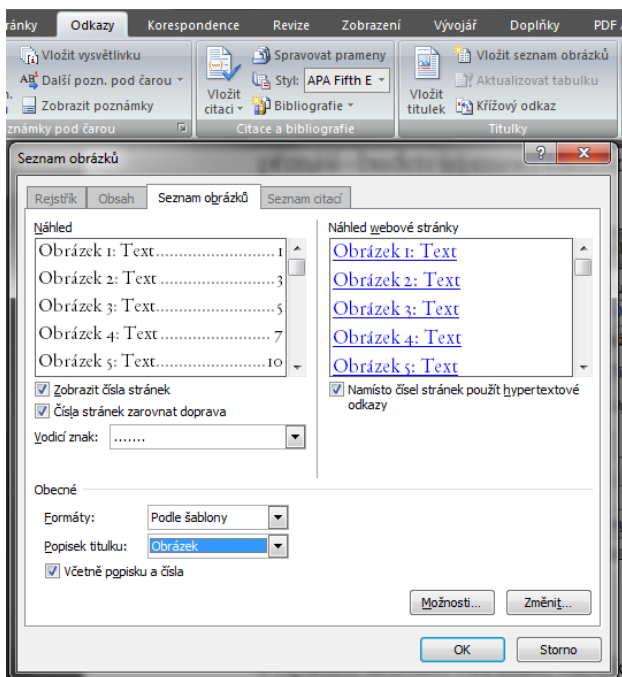 ránky Odkazy Korespondence Revize Zobrazení Vývojář Doplňky PDF
Vložit vysvětlivku Spravovat prameny Vložit seznam obrázků
Další pozn. pod čarou Styl: APA Fifth E Aktualizovat tabulku
Zobrazit poznámky Vložit citaci Bibliografie Vložit titulek Křížový odkaz
známky pod čarou Citace a bibliografie Titulky
Seznam obrázků
Rejstřík Obsah Seznam obrázků Seznam citací
Náhled Náhled webové stránky
Obrázek 1: Text....................1 Obrázek 1: Text
Obrázek 2: Text....................3 Obrázek 2: Text
Obrázek 3: Text....................5 Obrázek 3: Text
Obrázek 4: Text....................7 Obrázek 4: Text
Obrázek 5: Text....................10 Obrázek 5: Text
Zobrazit čísla stránek Namísto čísel stránek použít hypertextové
Čísla stránek zarovnat doprava odkazy
Vodicí znak: .......
Obecné
Formáty: Podle šablony
Popisek titulku: Obrázek
Včetně popisku a čísla
Možnosti... Změnit...
OK Storno